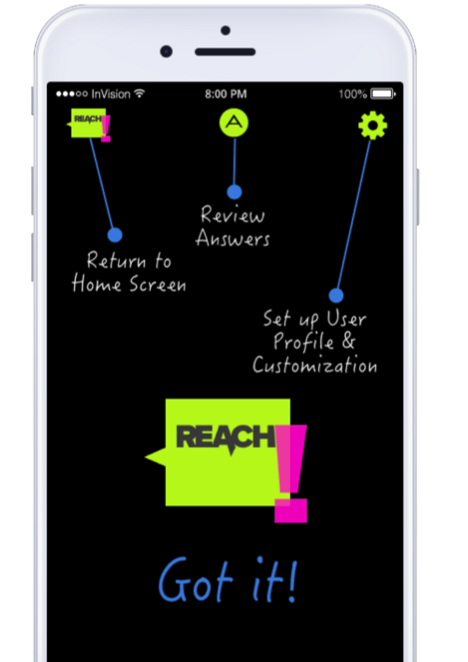 InVision 8:00 PM 100%
REACH! A
Review
Answers
Return to
Home Screen
Set up User
Profile &
Customization
REACH!
Got it!